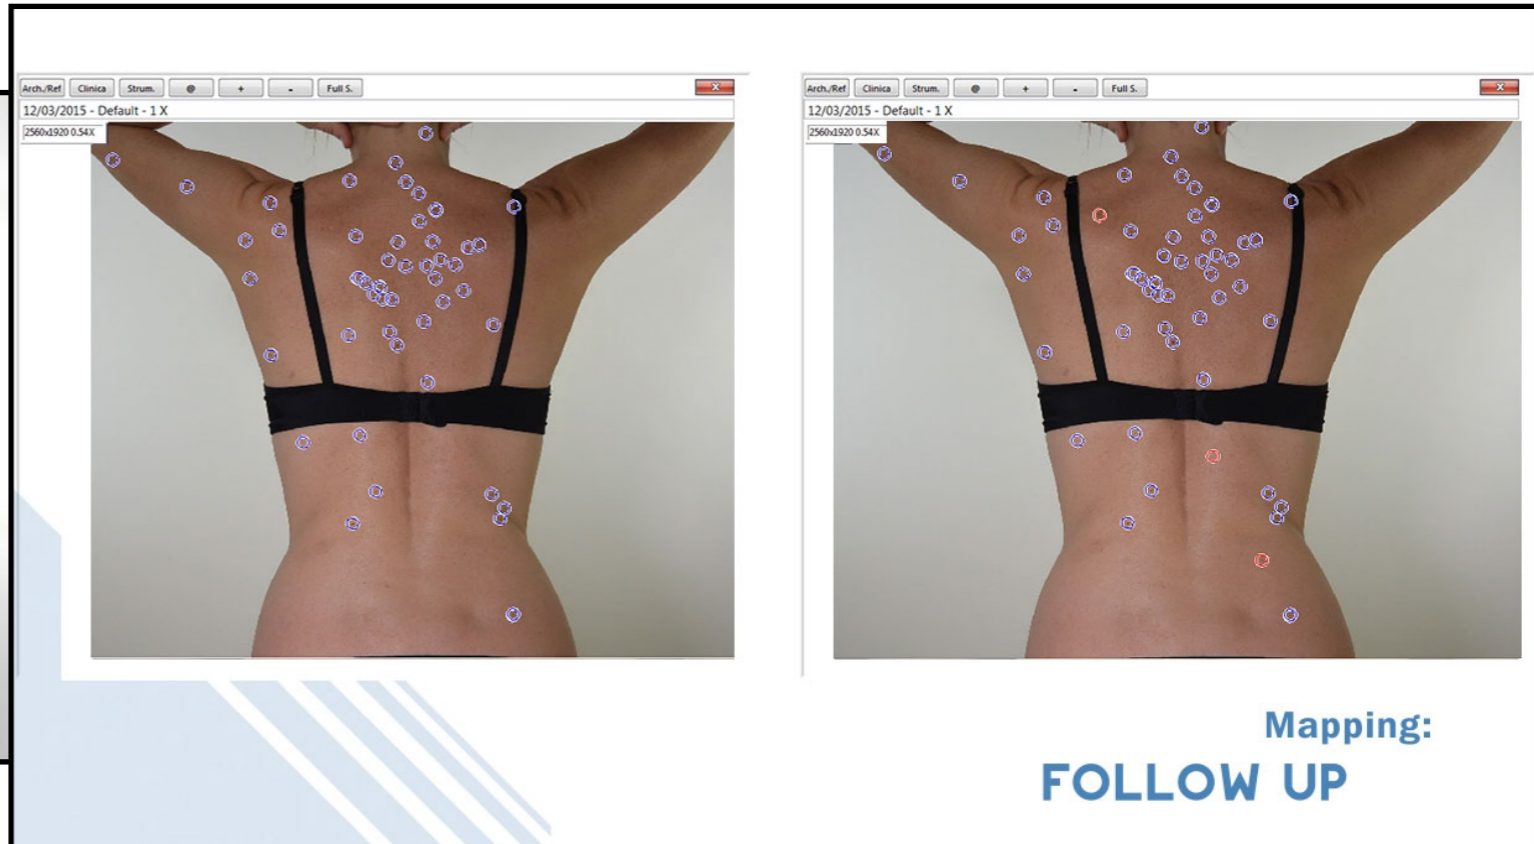 Arch./Ref Clinica Strum. @ + - Full S. X
12/03/2015 - Default - 1 X
2560x1920 0.54X
Arch./Ref Clinica Strum. @ + - Full S. X
12/03/2015 - Default - 1 X
2560x1920 0.54X
Mapping:
FOLLOW UP